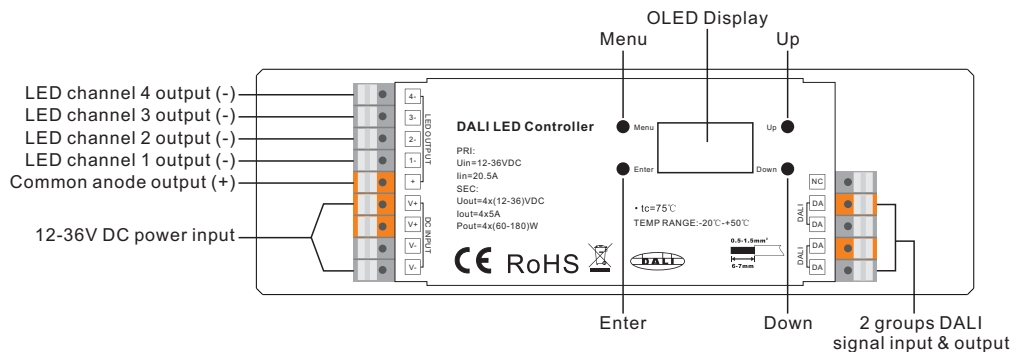 OLED Display
Menu
Up
LED channel 4 output (-)
LED channel 3 output (-)
LED channel 2 output (-)
LED channel 1 output (-)
Common anode output (+)
12-36V DC power input
4-
3-
2-
1-
+
LED OUTPUT
V+
V+
V-
V-
DC INPUT
DALI LED Controller
PRI:
Uin=12-36VDC
Iin=20.5A
SEC:
Uout=4x(12-36)VDC
Iout=4x5A
Pout=4x(60-180)W
CE RoHS
DALI
Menu
Enter
Up
Down
• tc=75℃
TEMP RANGE:-20℃-+50℃
0.5-1.5mm²
6-7mm
NC
DA
DA
DALI
DA
DA
DALI
Enter
Down
2 groups DALI
signal input & output